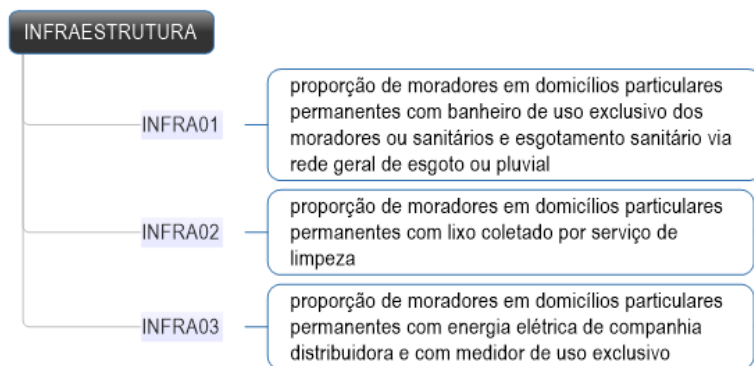 INFRAESTRUTURA
INFRA01
proporção de moradores em domicílios particulares
permanentes com banheiro de uso exclusivo dos
moradores ou sanitários e esgotamento sanitário via
rede geral de esgoto ou pluvial
INFRA02
proporção de moradores em domicílios particulares
permanentes com lixo coletado por serviço de
limpeza
INFRA03
proporção de moradores em domicílios particulares
permanentes com energia elétrica de companhia
distribuidora e com medidor de uso exclusivo